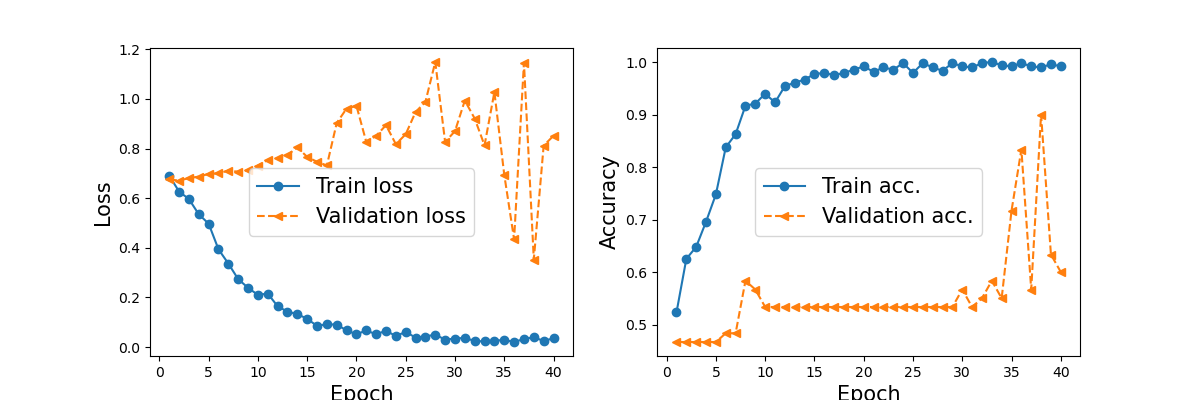 1.2
1.0
0.8
0.6
0.4
0.2
0.0
Loss
Train loss
Validation loss
0 5 10 15 20 25 30 35 40
Epoch
1.0
0.9
0.8
0.7
0.6
0.5
Accuracy
Train acc.
Validation acc.
0 5 10 15 20 25 30 35 40
Epoch